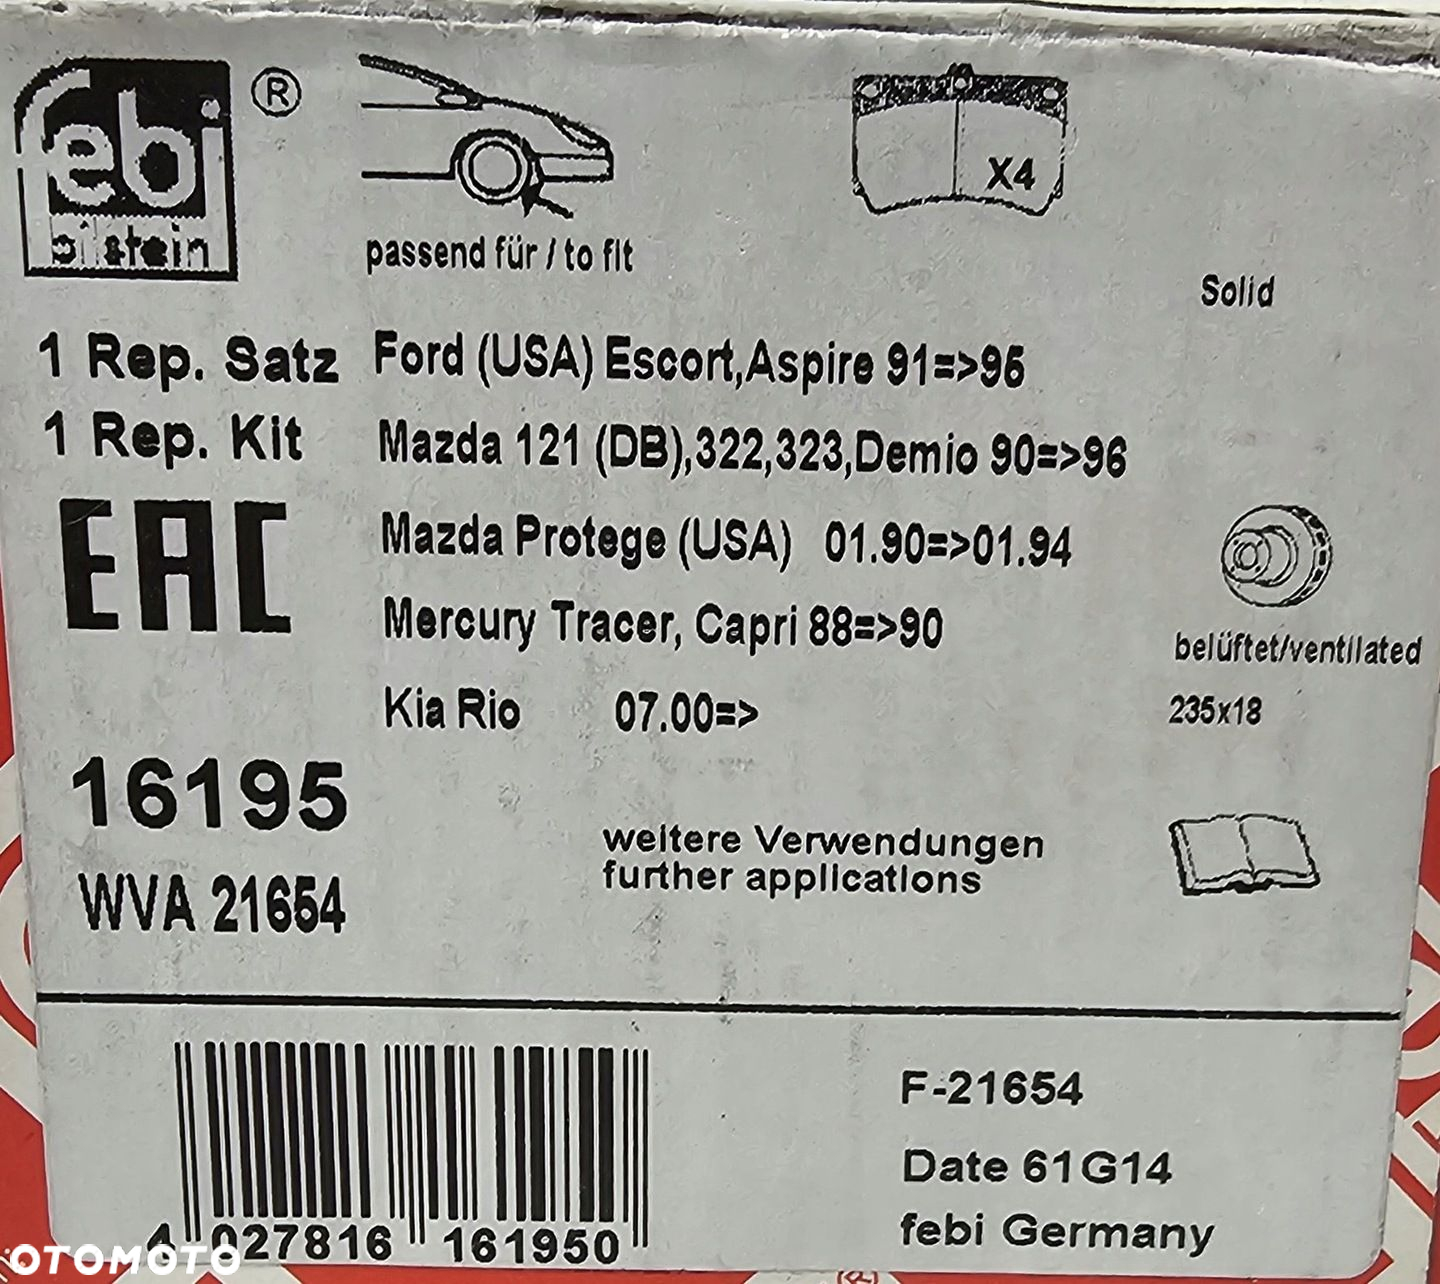 febi ®
bilstein
X4
passend für / to fit
Solid
1 Rep. Satz
Ford (USA) Escort,Aspire 91=>96
1 Rep. Kit
Mazda 121 (DB),322,323,Demio 90=>96
EAC
Mazda Protege (USA) 01.90=>01.94
Mercury Tracer, Capri 88=>90
belüftet/ventilated
Kia Rio 07.00=>
235x18
16195
weitere Verwendungen
further applications
WVA 21654
F-21654
Date 61G14
febi Germany
4 027816 161950
OTOMOTO